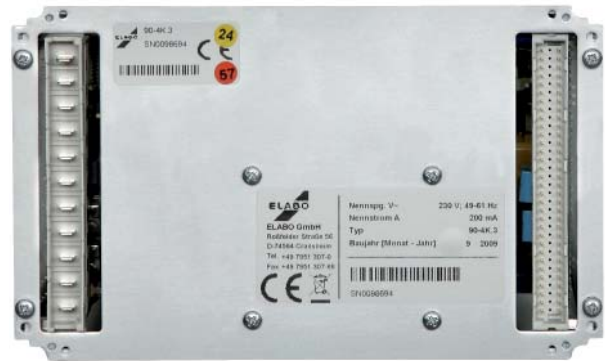 ELABO
90-4K.3
SN0098694
CE
24
57
ELABO
ELABO GmbH
Roßfelder Straße 56
D-74564 Crailsheim
Tel. +49 7951 307-0
Fax +49 7951 307 66
CE
Nennspg. V~ 230 V; 49-61 Hz
Nennstrom A 200 mA
Typ 90-4K.3
Baujahr [Monat - Jahr] 9 2009
SN0098694